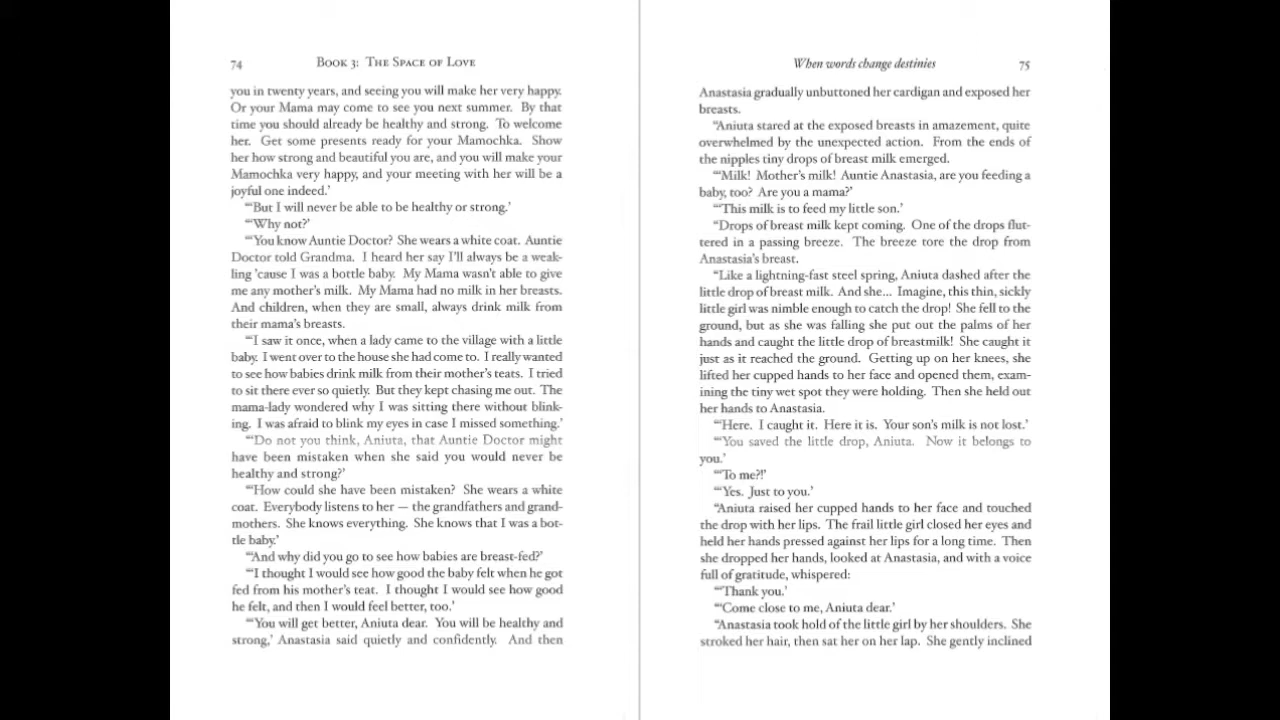 74 BOOK 3: THE SPACE OF LOVE
you in twenty years, and seeing you will make her very happy.
Or your Mama may come to see you next summer. By that
time you should already be healthy and strong. To welcome
her. Get some presents ready for your Mamochka. Show
her how strong and beautiful you are, and you will make your
Mamochka very happy, and your meeting with her will be a
joyful one indeed.'
“‘But I will never be able to be healthy or strong.’
“‘Why not?’
“‘You know Auntie Doctor? She wears a white coat. Auntie
Doctor told Grandma. I heard her say I'll always be a weak-
ling 'cause I was a bottle baby. My Mama wasn't able to give
me any mother's milk. My Mama had no milk in her breasts.
And children, when they are small, always drink milk from
their mama's breasts.
“‘I saw it once, when a lady came to the village with a little
baby. I went over to the house she had come to. I really wanted
to see how babies drink milk from their mother's teats. I tried
to sit there ever so quietly. But they kept chasing me out. The
mama-lady wondered why I was sitting there without blink-
ing. I was afraid to blink my eyes in case I missed something.’
“‘Do not you think, Aniuta, that Auntie Doctor might
have been mistaken when she said you would never be
healthy and strong?’
“‘How could she have been mistaken? She wears a white
coat. Everybody listens to her — the grandfathers and grand-
mothers. She knows everything. She knows that I was a bot-
tle baby.’
“‘And why did you go to see how babies are breast-fed?’
“‘I thought I would see how good the baby felt when he got
fed from his mother's teat. I thought I would see how good
he felt, and then I would feel better, too.’
“‘You will get better, Aniuta dear. You will be healthy and
strong,’ Anastasia said quietly and confidently. And then
When words change destinies 75
Anastasia gradually unbuttoned her cardigan and exposed her
breasts.
“Aniuta stared at the exposed breasts in amazement, quite
overwhelmed by the unexpected action. From the ends of
the nipples tiny drops of breast milk emerged.
“‘Milk! Mother's milk! Auntie Anastasia, are you feeding a
baby, too? Are you a mama?’
“‘This milk is to feed my little son.’
“Drops of breast milk kept coming. One of the drops flut-
tered in a passing breeze. The breeze tore the drop from
Anastasia's breast.
“Like a lightning-fast steel spring, Aniuta dashed after the
little drop of breast milk. And she... Imagine, this thin, sickly
little girl was nimble enough to catch the drop! She fell to the
ground, but as she was falling she put out the palms of her
hands and caught the little drop of breastmilk! She caught it
just as it reached the ground. Getting up on her knees, she
lifted her cupped hands to her face and opened them, exam-
ining the tiny wet spot they were holding. Then she held out
her hands to Anastasia.
“‘Here. I caught it. Here it is. Your son's milk is not lost.’
“‘You saved the little drop, Aniuta. Now it belongs to
you.’
“‘To me?!’
“‘Yes. Just to you.’
“Aniuta raised her cupped hands to her face and touched
the drop with her lips. The frail little girl closed her eyes and
held her hands pressed against her lips for a long time. Then
she dropped her hands, looked at Anastasia, and with a voice
full of gratitude, whispered:
“‘Thank you.’
“‘Come close to me, Aniuta dear.’
“Anastasia took hold of the little girl by her shoulders. She
stroked her hair, then sat her on her lap. She gently inclined